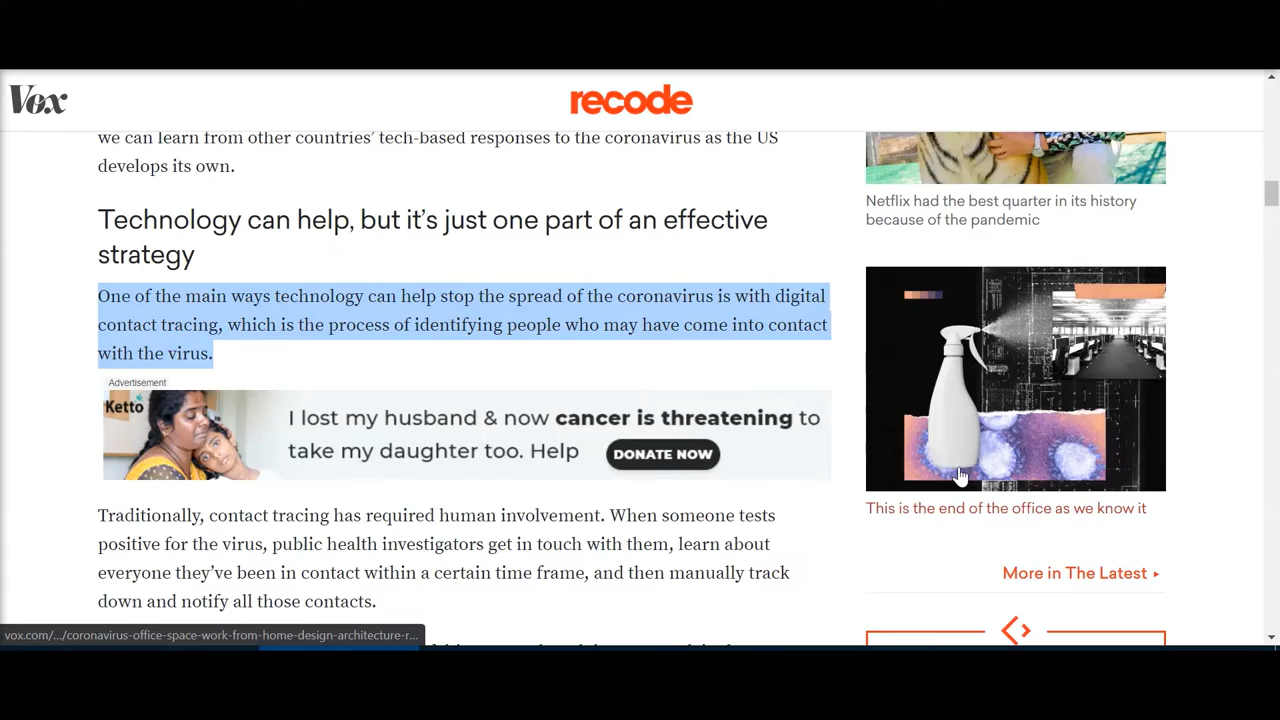 Vox
recode
we can learn from other countries’ tech-based responses to the coronavirus as the US
develops its own.
Technology can help, but it’s just one part of an effective
strategy
One of the main ways technology can help stop the spread of the coronavirus is with digital
contact tracing, which is the process of identifying people who may have come into contact
with the virus.
Advertisement
Ketto
I lost my husband & now cancer is threatening to
take my daughter too. Help
DONATE NOW
Traditionally, contact tracing has required human involvement. When someone tests
positive for the virus, public health investigators get in touch with them, learn about
everyone they’ve been in contact within a certain time frame, and then manually track
down and notify all those contacts.
Netflix had the best quarter in its history
because of the pandemic
This is the end of the office as we know it
More in The Latest
vox.com/.../coronavirus-office-space-work-from-home-design-architecture-r...